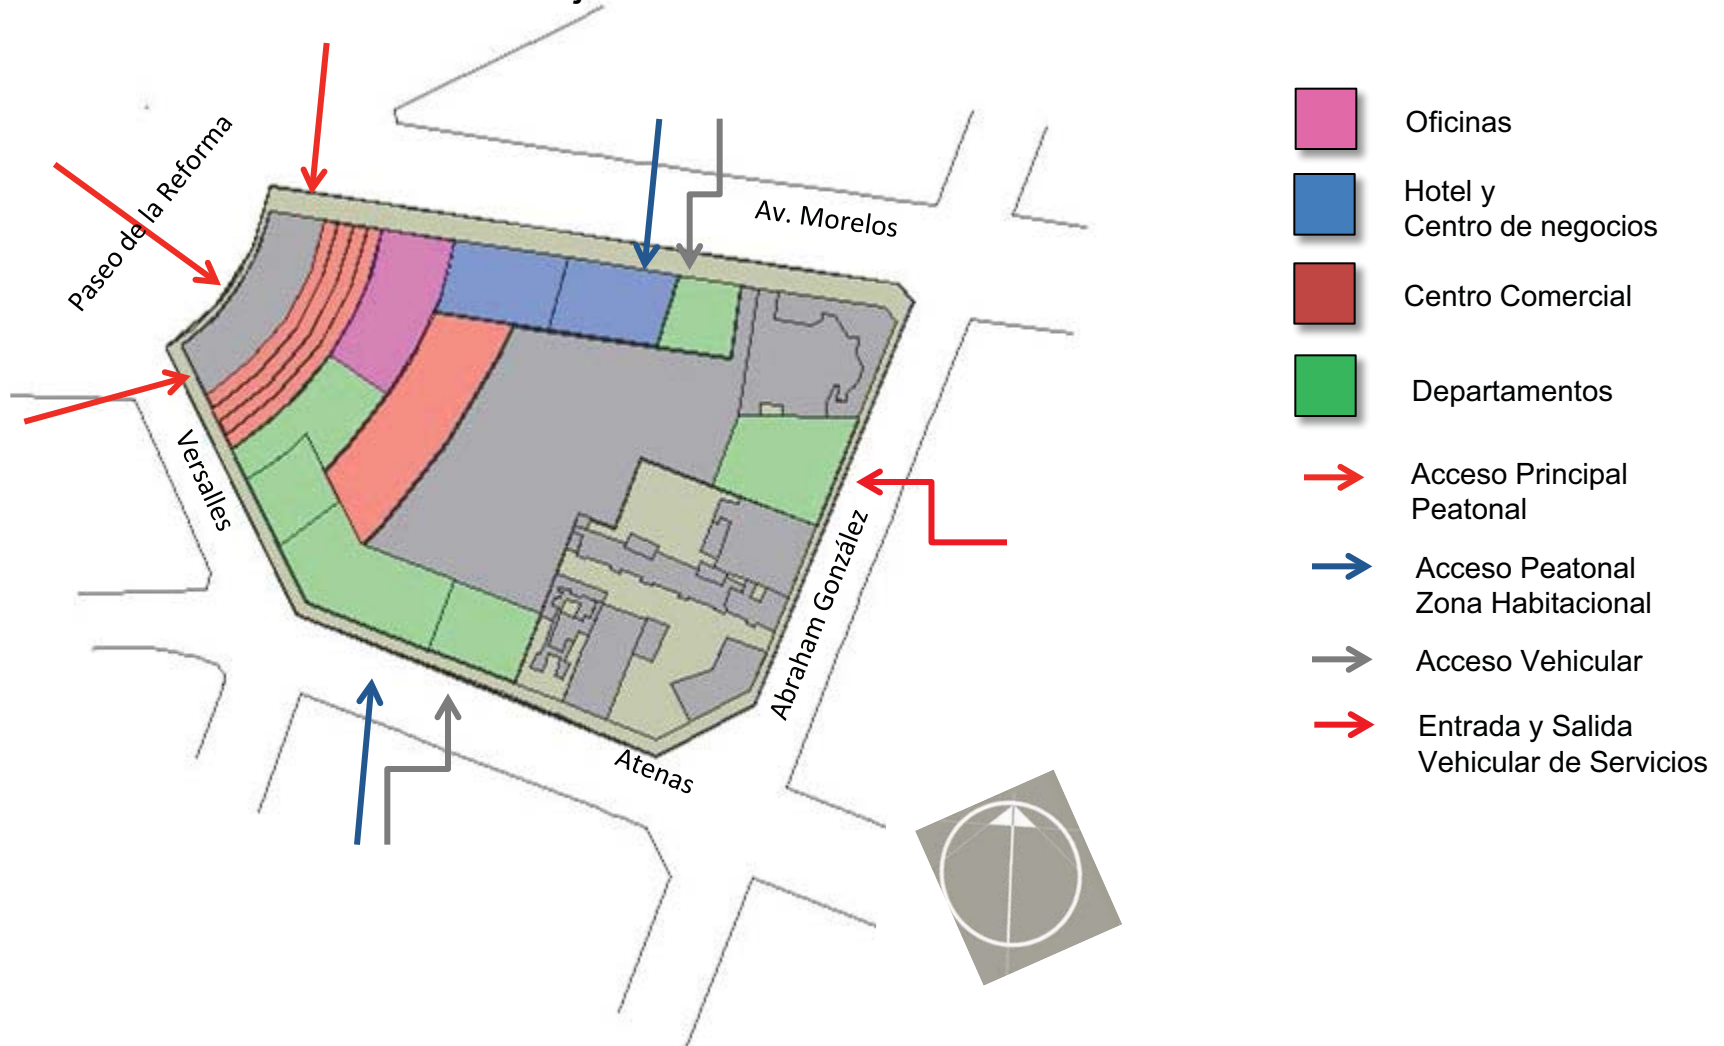 Paseo de la Reforma
Av. Morelos
Versalles
Abraham González
Atenas
Oficinas
Hotel y
Centro de negocios
Centro Comercial
Departamentos
Acceso Principal
Peatonal
Acceso Peatonal
Zona Habitacional
Acceso Vehicular
Entrada y Salida
Vehicular de Servicios